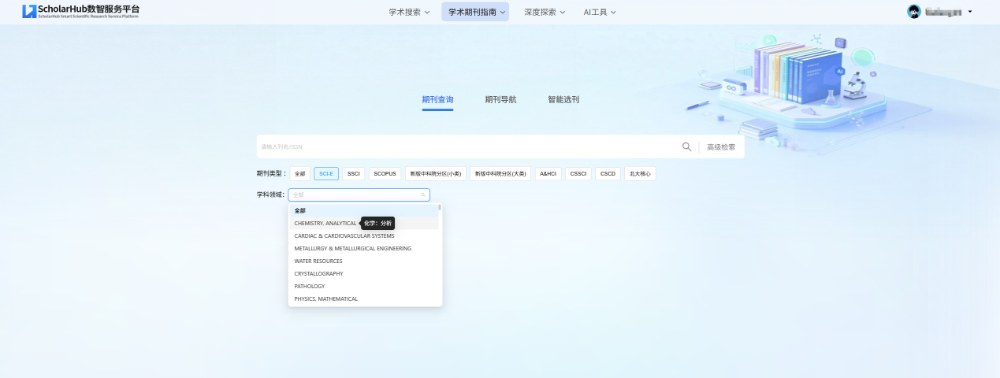 ScholarHub数智服务平台
ScholarHub Smart Scientific Research Service Platform
学术搜索
学术期刊指南
深度探索
AI工具
AI
期刊查询
期刊导航
智能选刊
请输入刊名/ISSN
高级检索
期刊类型： 全部 SCI-E SSCI SCOPUS 新版中科院分区(小类) 新版中科院分区(大类) A&HCI CSSCI CSCD 北大核心
学科领域： 全部
全部
CHEMISTRY, ANALYTICAL 化学：分析
CARDIAC & CARDIOVASCULAR SYSTEMS
METALLURGY & METALLURGICAL ENGINEERING
WATER RESOURCES
CRYSTALLOGRAPHY
PATHOLOGY
PHYSICS, MATHEMATICAL